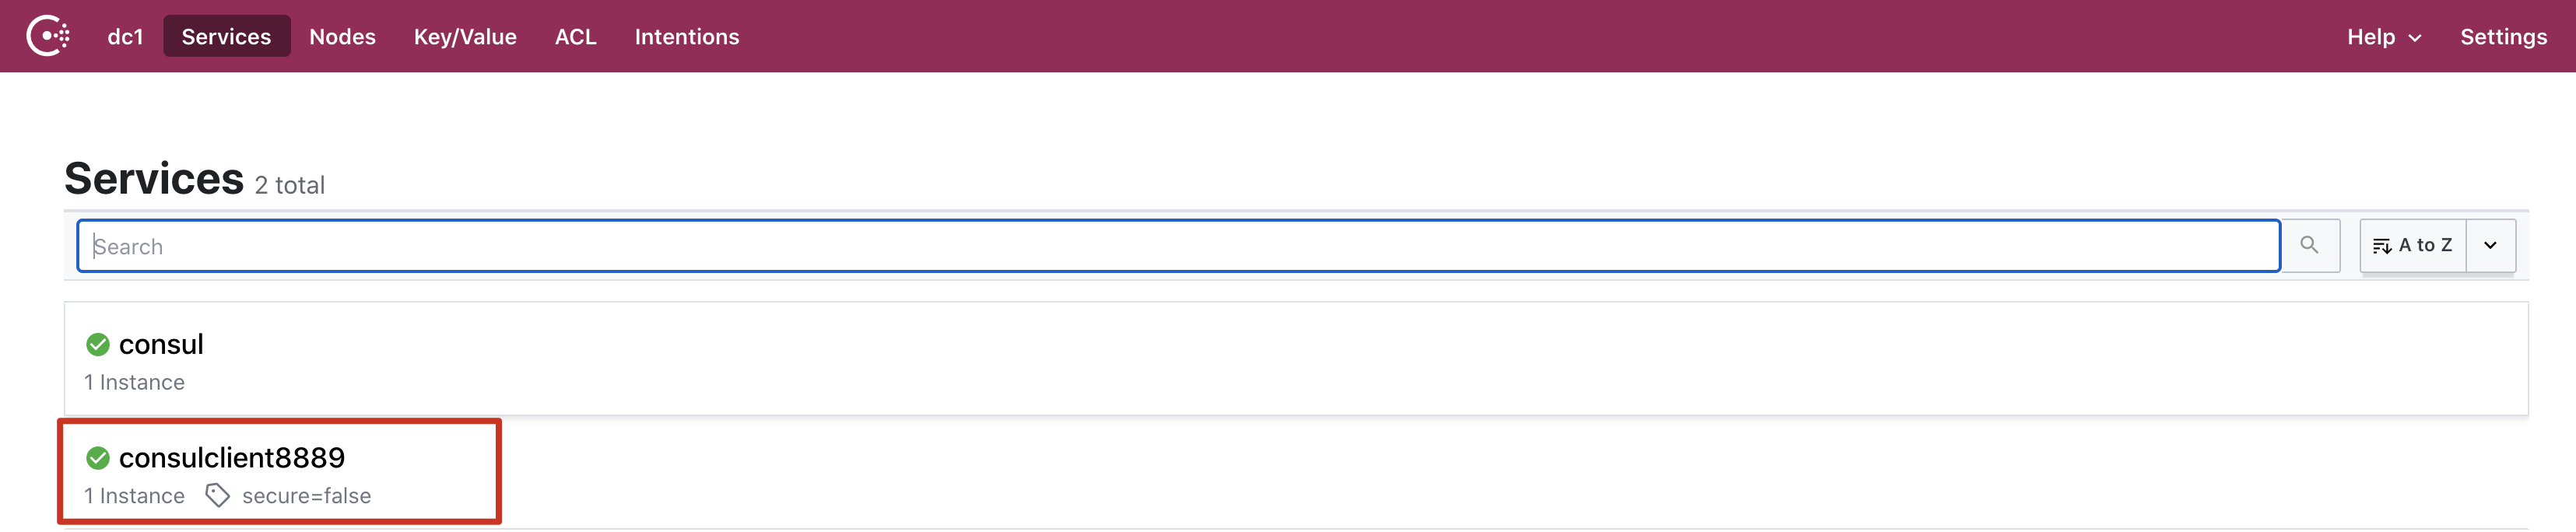 dc1 Services Nodes Key/Value ACL Intentions Help Settings
Services 2 total
Search A to Z
consul
1 Instance
consulclient8889
1 Instance secure=false